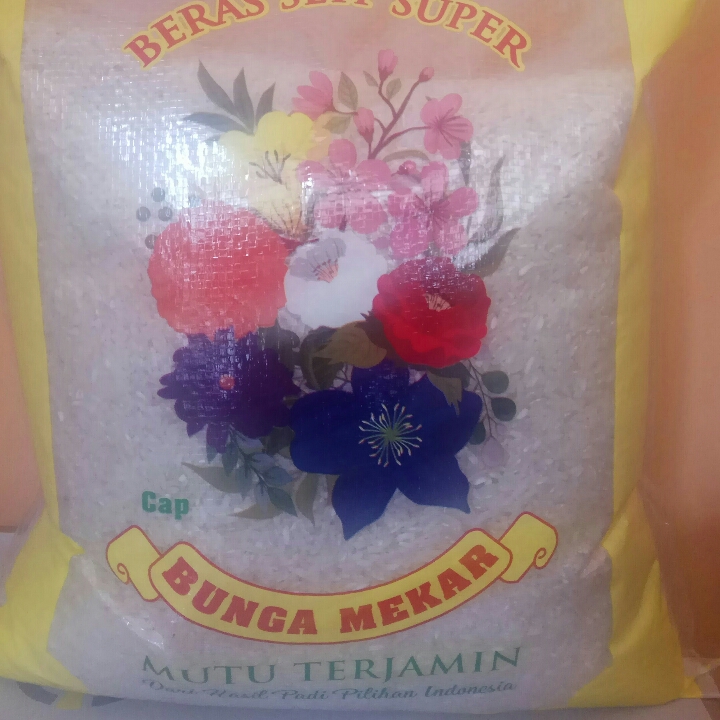 BERAS SUPER
Cap
BUNGA MEKAR
MUTU TERJAMIN
Dari Hasil Padi Pilihan Indonesia